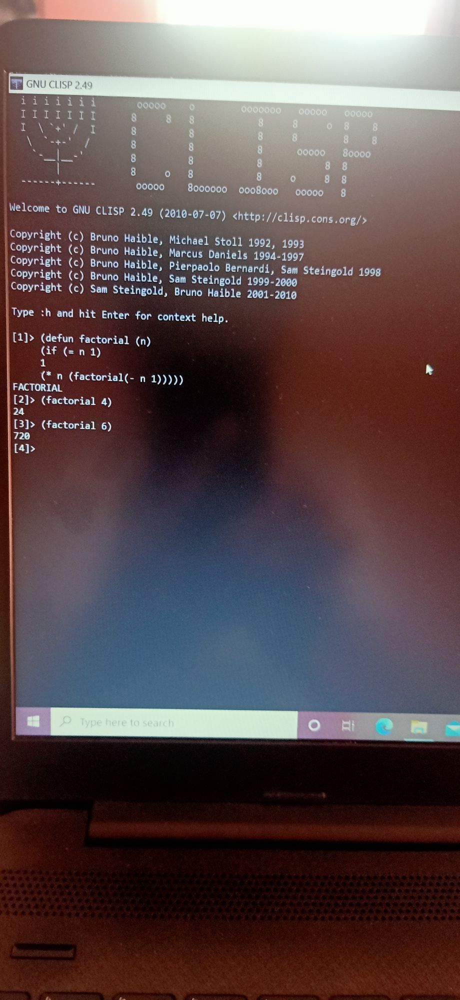 GNU CLISP 2.49
i i i i i i i       ooooo    o        ooooooo   ooooo   ooooo
I I I I I I I      8     8   8           8     8     o  8     8
I  \ `+' /  I      8         8           8     8        8     8
 \  `-+-'  /       8         8           8      ooooo   8oooo
  `-__|__-'        8         8           8           8  8
      |            8     o   8           8     o     8  8
------+------       ooooo    8oooooo  ooo8ooo   ooooo   8
Welcome to GNU CLISP 2.49 (2010-07-07) <http://clisp.cons.org/>
Copyright (c) Bruno Haible, Michael Stoll 1992, 1993
Copyright (c) Bruno Haible, Marcus Daniels 1994-1997
Copyright (c) Bruno Haible, Pierpaolo Bernardi, Sam Steingold 1998
Copyright (c) Bruno Haible, Sam Steingold 1999-2000
Copyright (c) Sam Steingold, Bruno Haible 2001-2010
Type :h and hit Enter for context help.
[1]> (defun factorial (n)
(if (= n 1)
1
(* n (factorial(- n 1)))))
FACTORIAL
[2]> (factorial 4)
24
[3]> (factorial 6)
720
[4]>
Type here to search